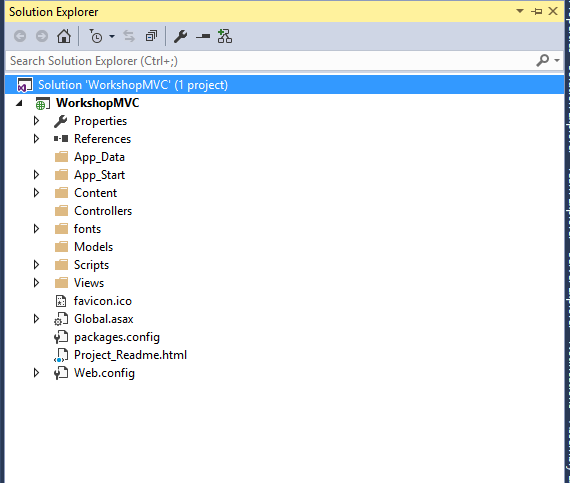 Solution Explorer
Search Solution Explorer (Ctrl+;)
Solution 'WorkshopMVC' (1 project)
WorkshopMVC
Properties
References
App_Data
App_Start
Content
Controllers
fonts
Models
Scripts
Views
favicon.ico
Global.asax
packages.config
Project_Readme.html
Web.config